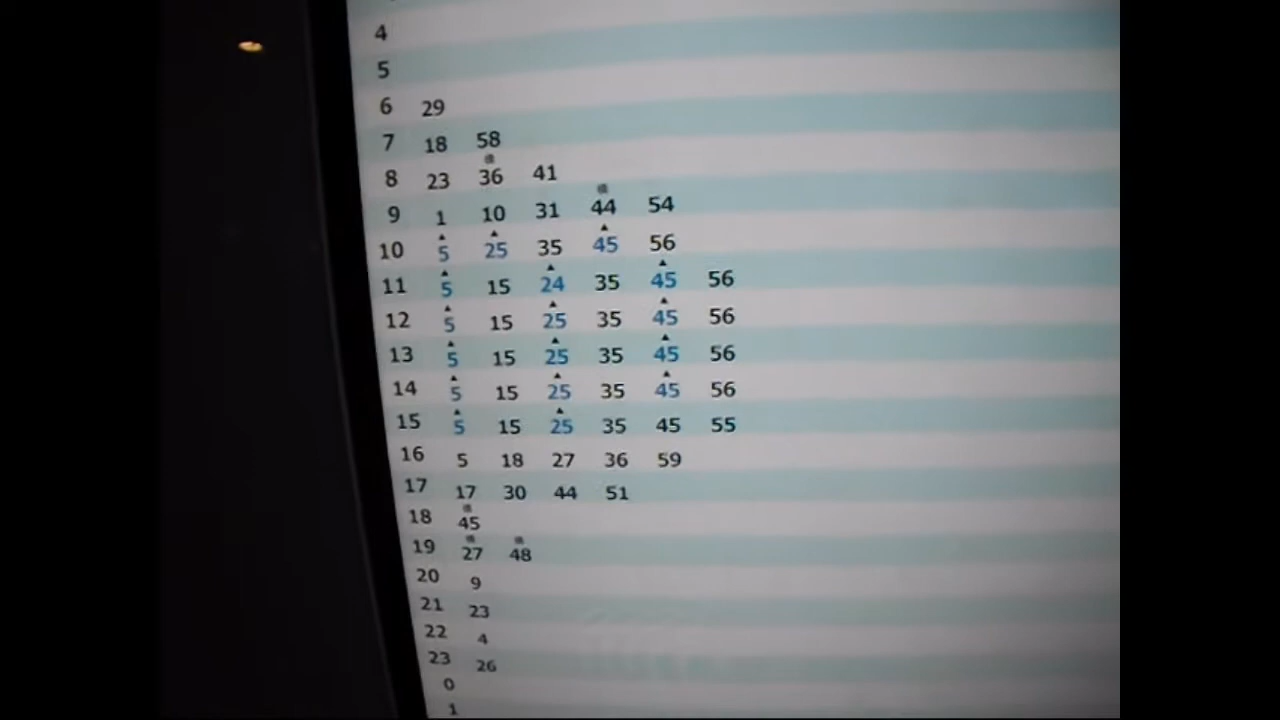 4
5
6 29
7 18 58
8 23 36 41
9 1 10 31 44 54
10 ▲5 ▲25 35 ▲45 56
11 ▲5 15 ▲24 35 ▲45 56
12 ▲5 15 ▲25 35 ▲45 56
13 ▲5 15 ▲25 35 ▲45 56
14 ▲5 15 ▲25 35 ▲45 56
15 ▲5 15 ▲25 35 45 55
16 5 18 27 36 59
17 17 30 44 51
18 45
19 27 48
20 9
21 23
22 4
23 26
0
1